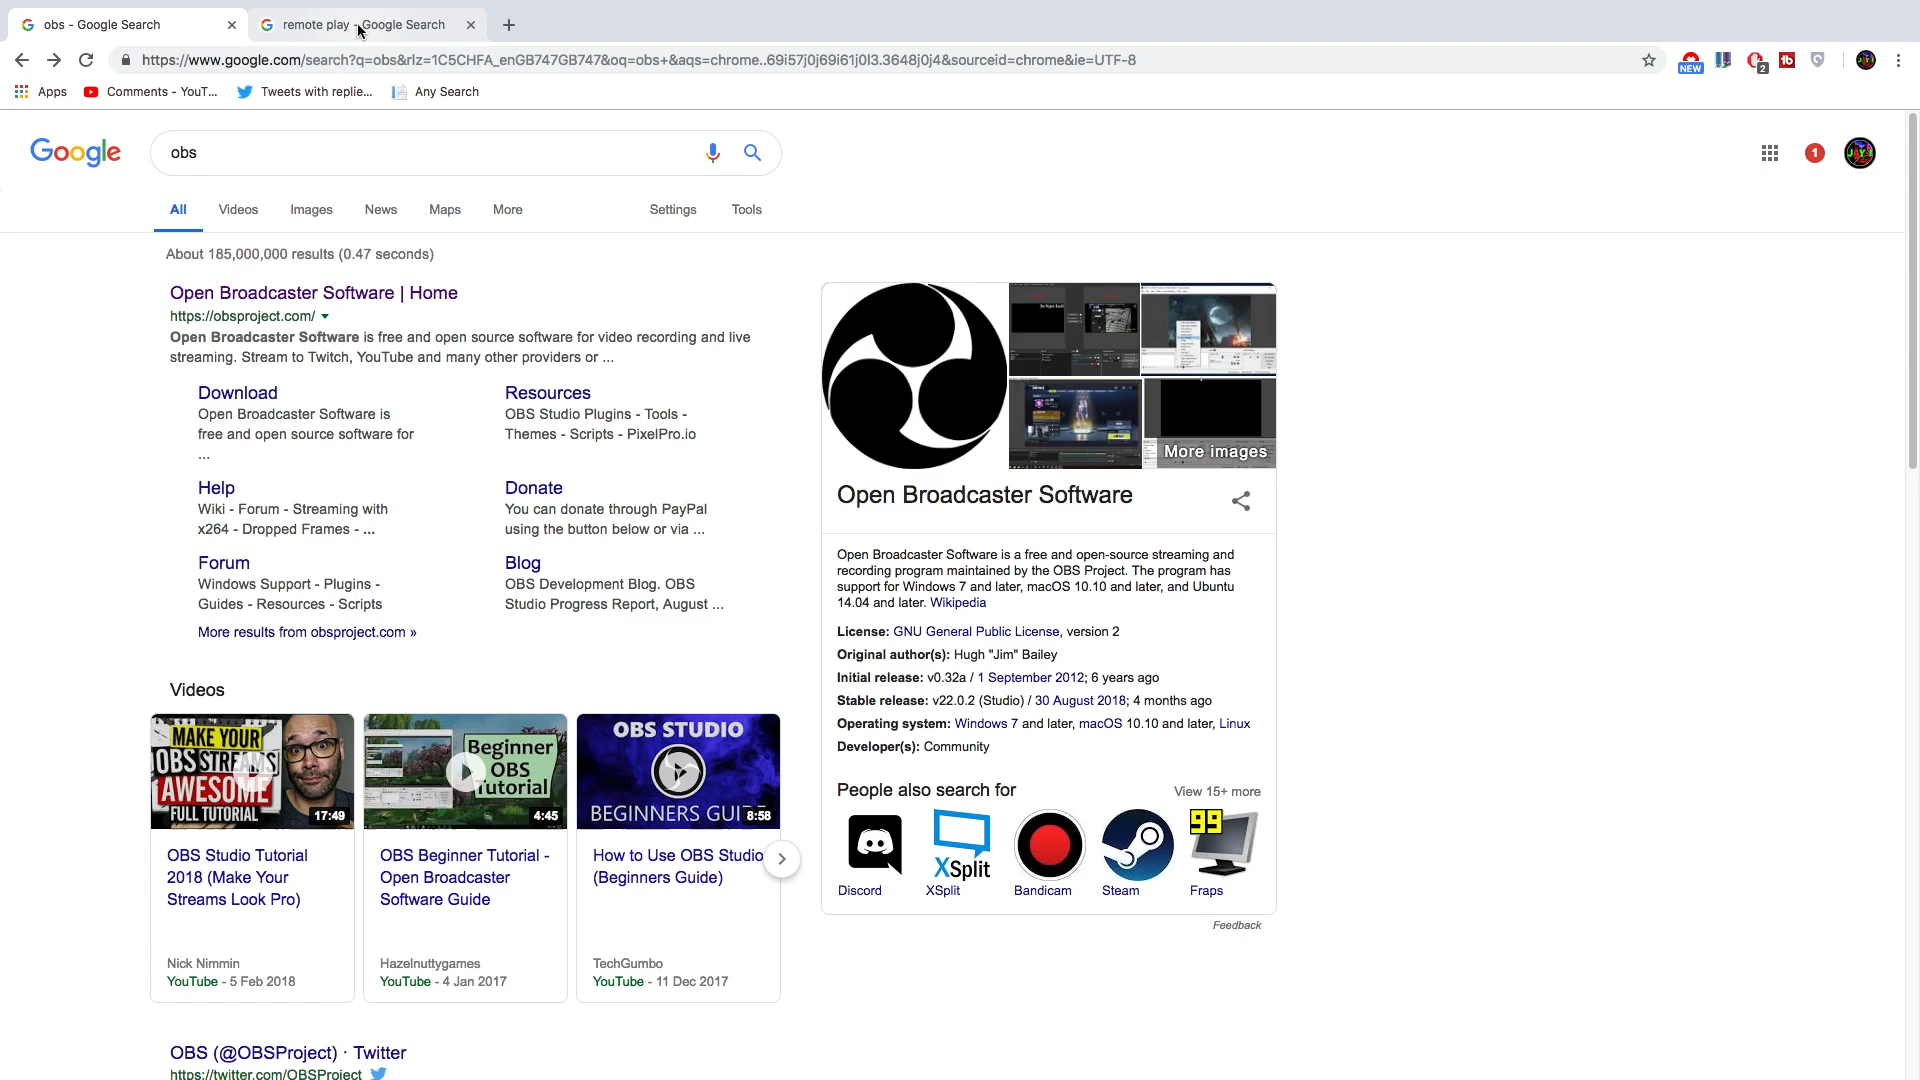 obs - Google Search
remote play - Google Search
https://www.google.com/search?q=obs&rlz=1C5CHFA_enGB747GB747&oq=obs+&aqs=chrome..69i57j0j69i61j0l3.3648j0j4&sourceid=chrome&ie=UTF-8
NEW
2
Apps
Comments - YouT...
Tweets with replie...
Any Search
Google
obs
1
All
Videos
Images
News
Maps
More
Settings
Tools
About 185,000,000 results (0.47 seconds)
Open Broadcaster Software | Home
https://obsproject.com/
Open Broadcaster Software is free and open source software for video recording and live
streaming. Stream to Twitch, YouTube and many other providers or ...
Download
Open Broadcaster Software is
free and open source software for
...
Resources
OBS Studio Plugins - Tools -
Themes - Scripts - PixelPro.io
Help
Wiki - Forum - Streaming with
x264 - Dropped Frames - ...
Donate
You can donate through PayPal
using the button below or via ...
Forum
Windows Support - Plugins -
Guides - Resources - Scripts
Blog
OBS Development Blog. OBS
Studio Progress Report, August ...
More results from obsproject.com »
Videos
MAKE YOUR
OBS STREAMS
AWESOME
FULL TUTORIAL
17:49
OBS Studio Tutorial
2018 (Make Your
Streams Look Pro)
Nick Nimmin
YouTube - 5 Feb 2018
Beginner
OBS
Tutorial
4:45
OBS Beginner Tutorial -
Open Broadcaster
Software Guide
Hazelnuttygames
YouTube - 4 Jan 2017
OBS STUDIO
BEGINNERS GUI
8:58
How to Use OBS Studio
(Beginners Guide)
TechGumbo
YouTube - 11 Dec 2017
OBS (@OBSProject) · Twitter
https://twitter.com/OBSProject
More images
Open Broadcaster Software
Open Broadcaster Software is a free and open-source streaming and
recording program maintained by the OBS Project. The program has
support for Windows 7 and later, macOS 10.10 and later, and Ubuntu
14.04 and later. Wikipedia
License: GNU General Public License, version 2
Original author(s): Hugh "Jim" Bailey
Initial release: v0.32a / 1 September 2012; 6 years ago
Stable release: v22.0.2 (Studio) / 30 August 2018; 4 months ago
Operating system: Windows 7 and later, macOS 10.10 and later, Linux
Developer(s): Community
People also search for
View 15+ more
XSplit
99
Discord
XSplit
Bandicam
Steam
Fraps
Feedback